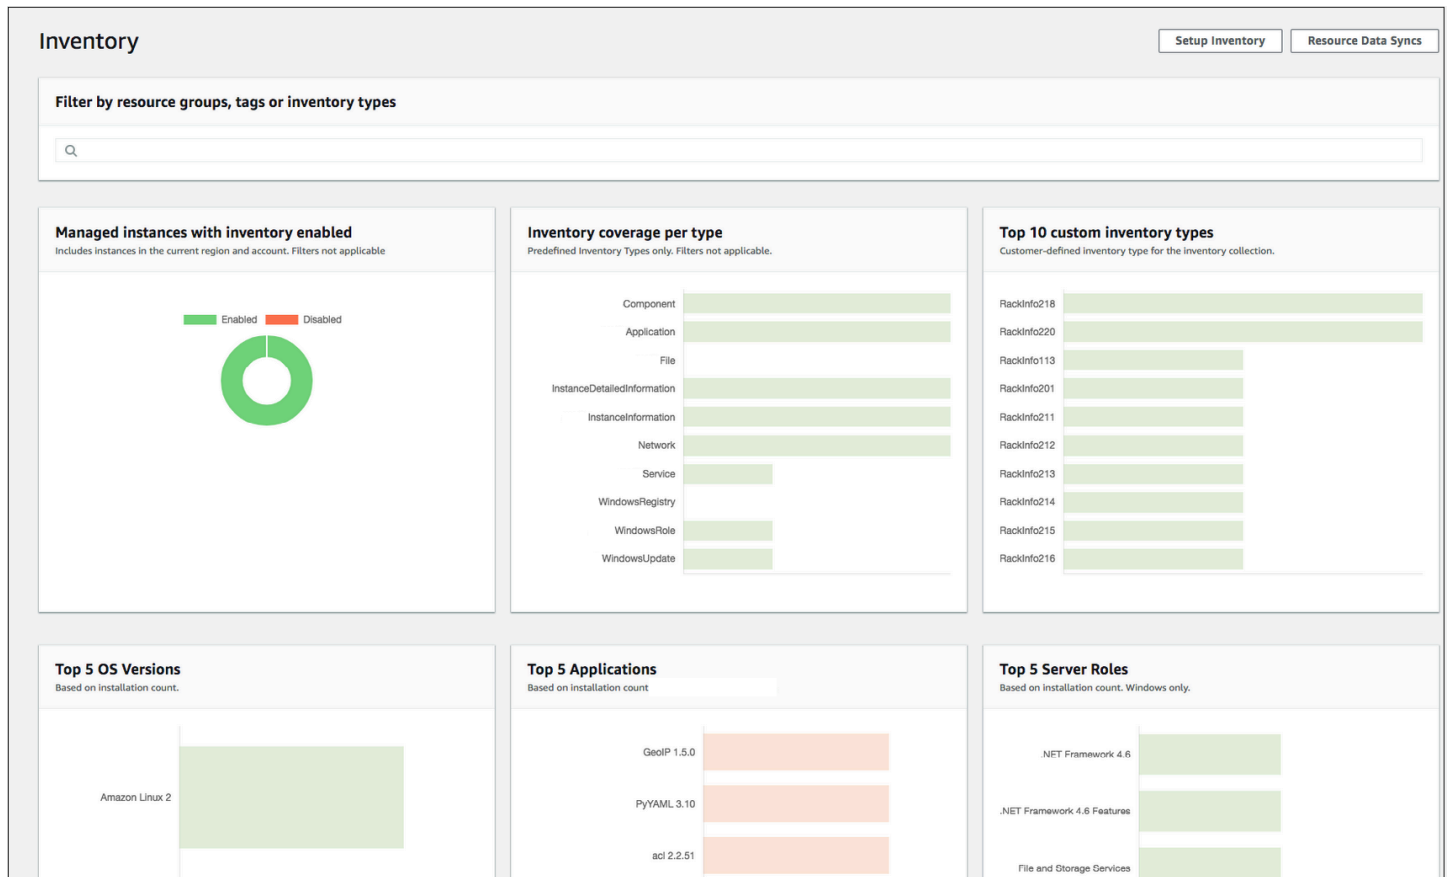 Inventory
Setup Inventory
Resource Data Syncs
Filter by resource groups, tags or inventory types
Managed instances with inventory enabled
Includes instances in the current region and account. Filters not applicable
Enabled
Disabled
Inventory coverage per type
Predefined Inventory Types only. Filters not applicable.
Component
Application
File
InstanceDetailedInformation
InstanceInformation
Network
Service
WindowsRegistry
WindowsRole
WindowsUpdate
Top 10 custom inventory types
Customer-defined inventory type for the inventory collection.
RackInfo218
RackInfo220
RackInfo113
RackInfo201
RackInfo211
RackInfo212
RackInfo213
RackInfo214
RackInfo215
RackInfo216
Top 5 OS Versions
Based on installation count.
Amazon Linux 2
Top 5 Applications
Based on installation count
GeoIP 1.5.0
PyYAML 3.10
acl 2.2.51
Top 5 Server Roles
Based on installation count. Windows only.
.NET Framework 4.6
.NET Framework 4.6 Features
File and Storage Services